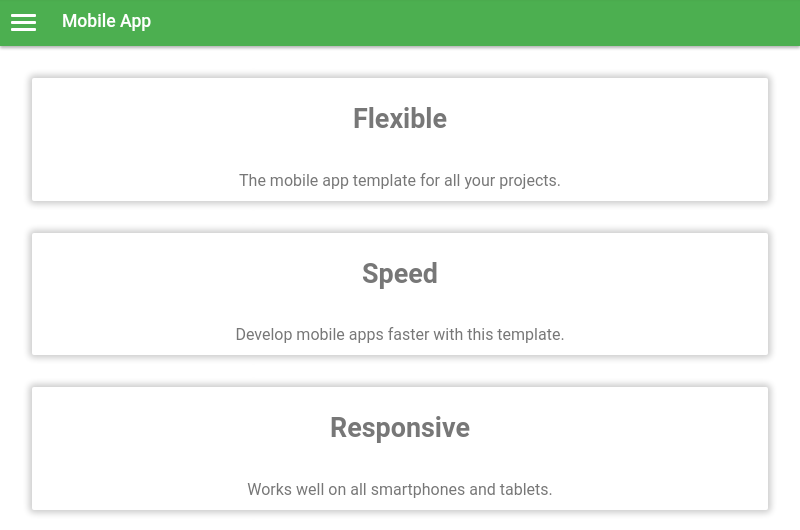 Mobile App
Flexible
The mobile app template for all your projects.
Speed
Develop mobile apps faster with this template.
Responsive
Works well on all smartphones and tablets.